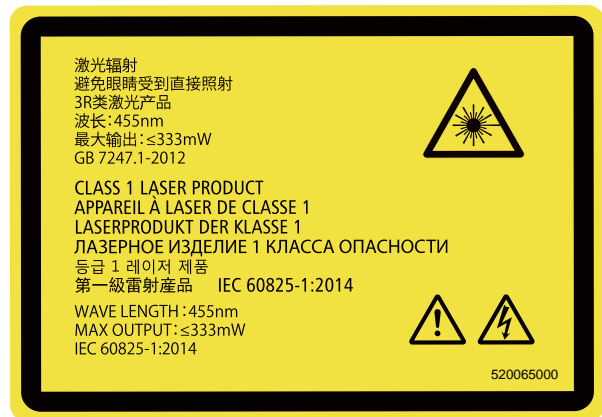 激光辐射
避免眼睛受到直接照射
3R类激光产品
波长：455nm
最大输出：≤333mW
GB 7247.1-2012
CLASS 1 LASER PRODUCT
APPAREIL À LASER DE CLASSE 1
LASERPRODUKT DER KLASSE 1
ЛАЗЕРНОЕ ИЗДЕЛИЕ 1 КЛАССА ОПАСНОСТИ
등급 1 레이저 제품
第一級雷射產品 IEC 60825-1:2014
WAVE LENGTH：455nm
MAX OUTPUT：≤333mW
IEC 60825-1:2014
520065000